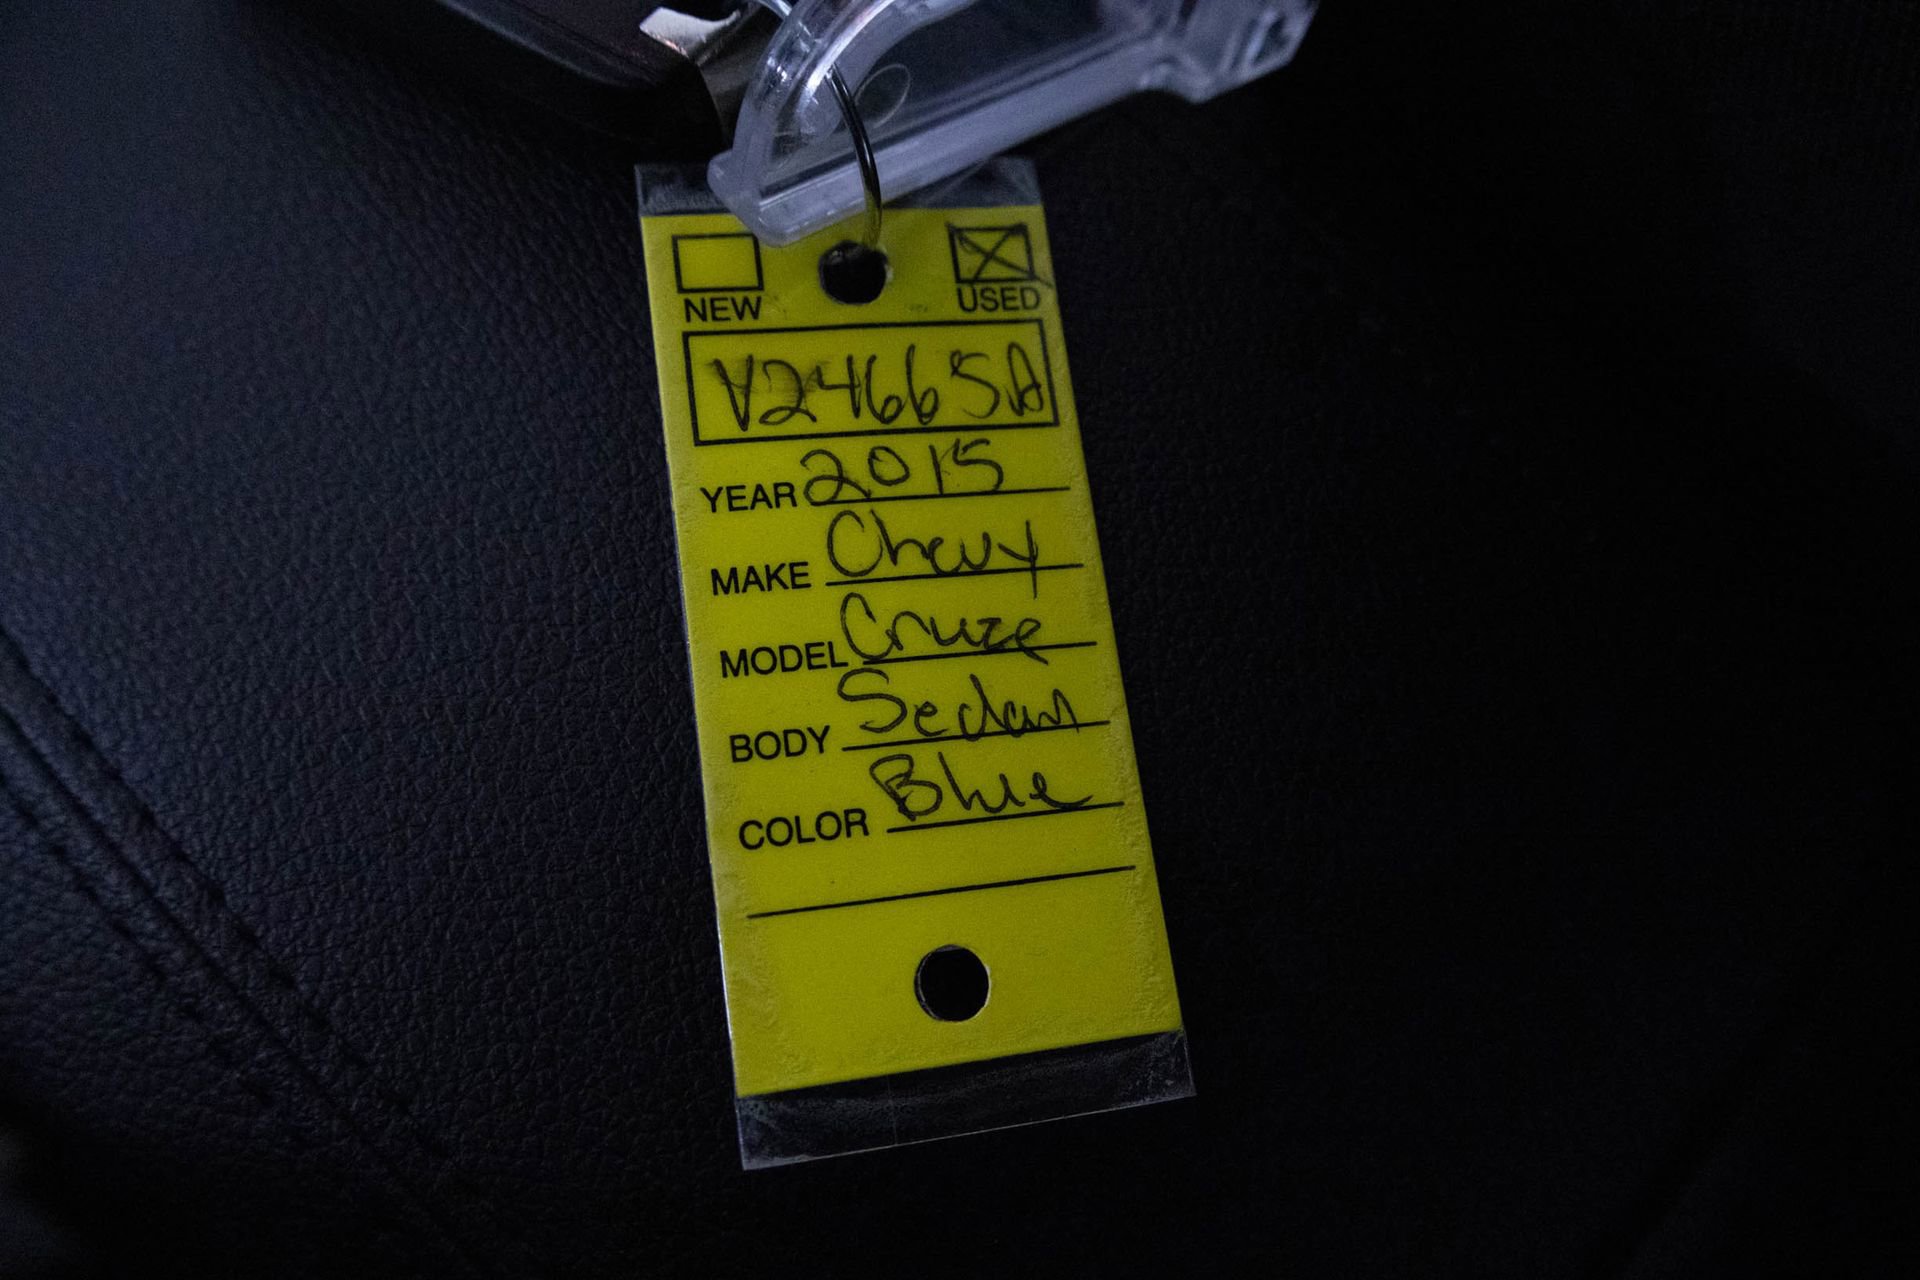 NEW USED
V24665A
YEAR 2015
MAKE Chevy
MODEL Cruze
BODY Sedan
COLOR Blue